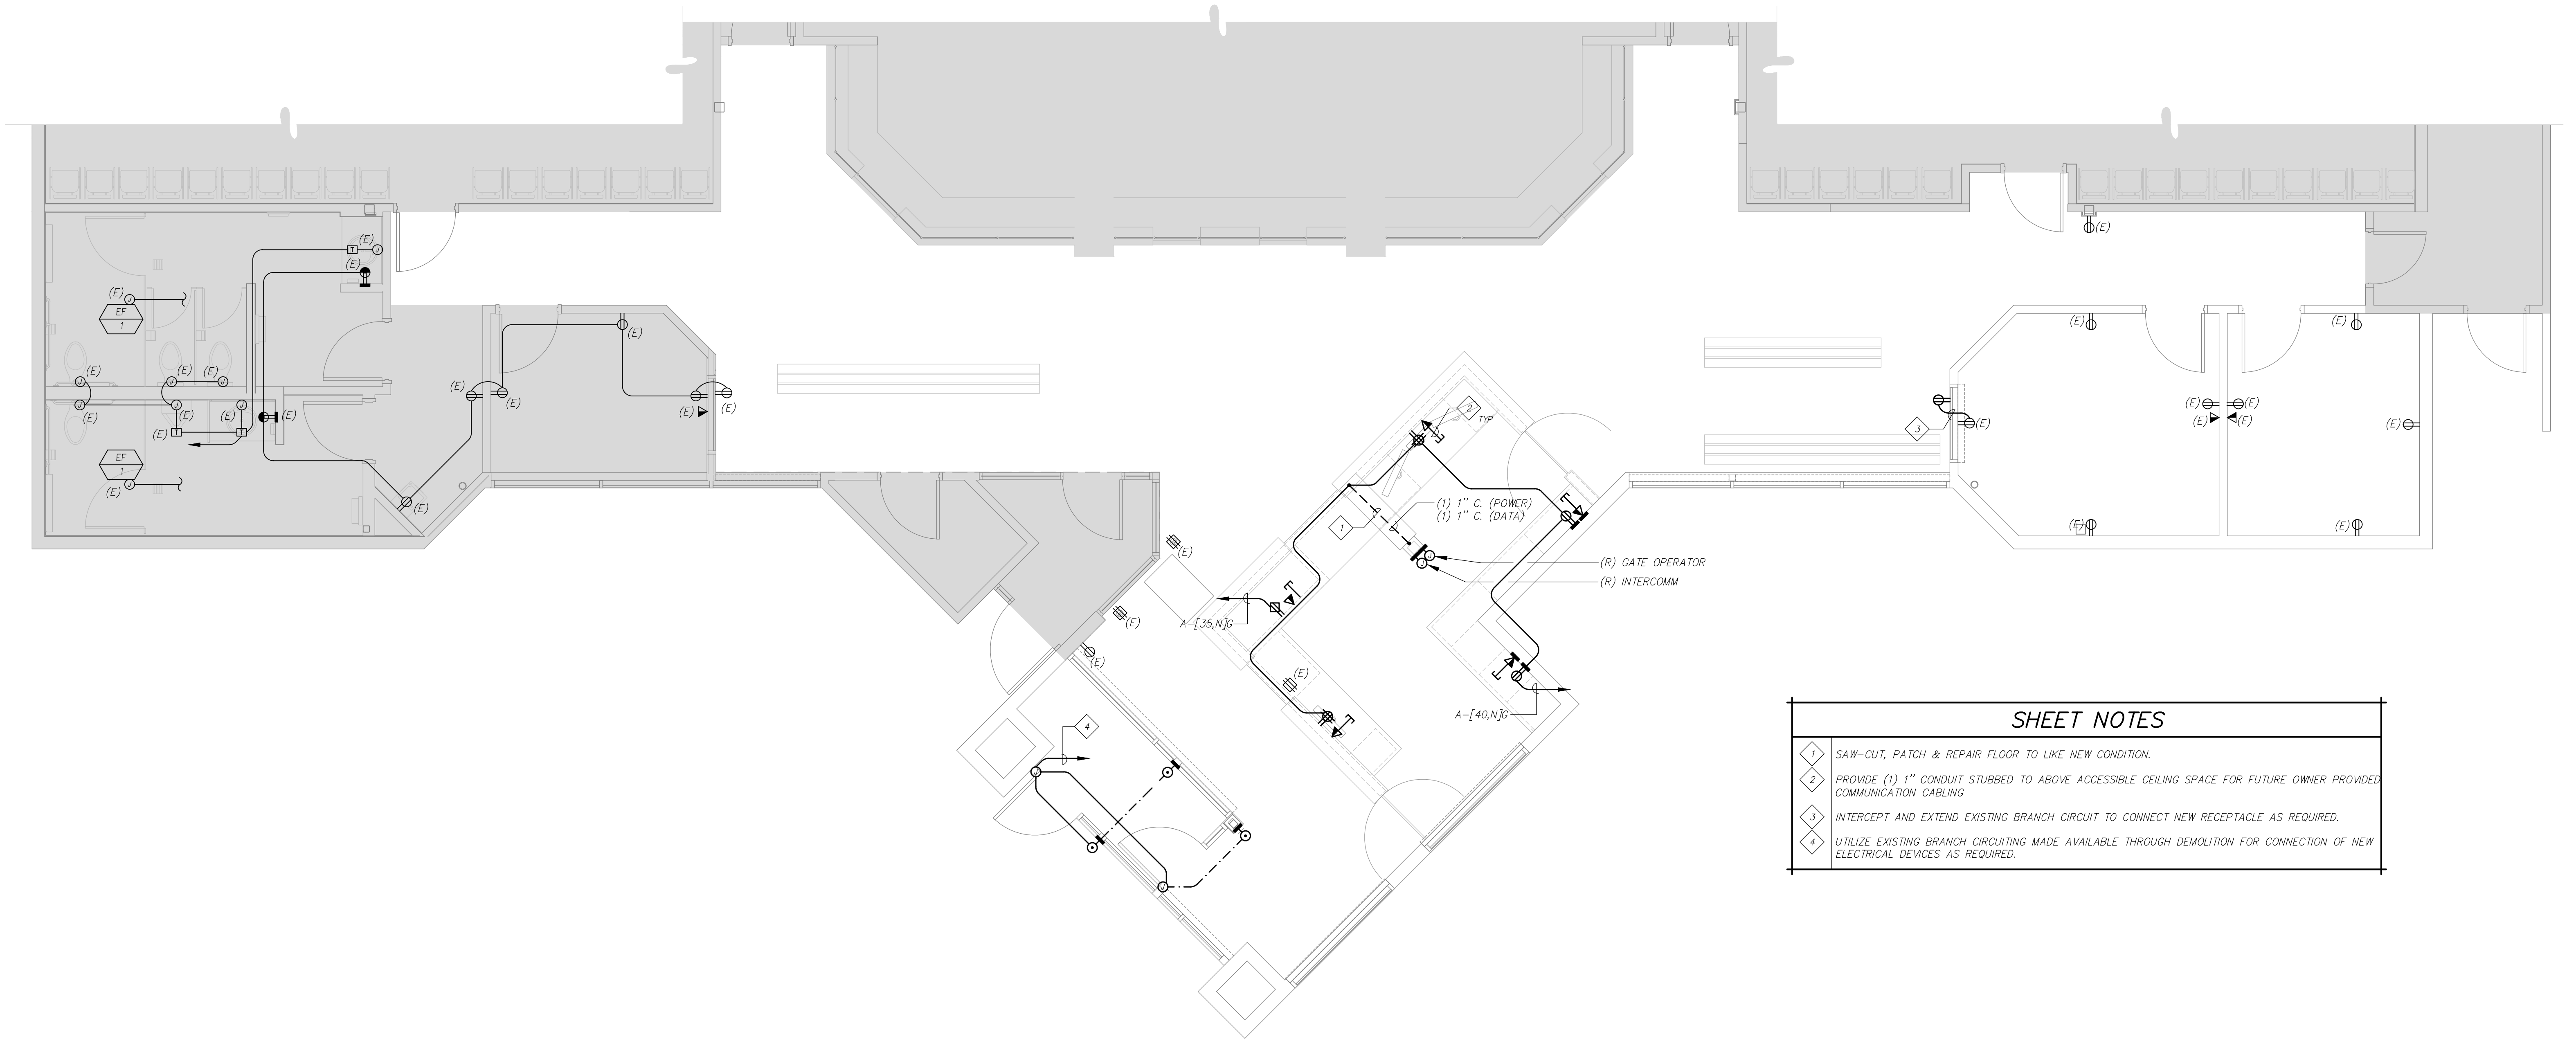 (E)
(E)
(E)
J
T
J
(E)
EF
1
(E)
(E)
(E)
(E)
(E)
(E)
(E)
(E)
(E)
J
J
J
J
J
J
(E)
(E)
(E)
(E)
(E)
T
T
EF
1
(E)
J
(E)
(E)
(E)
(E)
(E)
(E)
(E)
(E)
(E)
(E)
(E)
(E)
3
2
TYP
1
(1) 1" C. (POWER)
(1) 1" C. (DATA)
J
J
(R) GATE OPERATOR
(R) INTERCOMM
(E)
(E)
(E)
A-[35,N]G
(E)
A-[40,N]G
4
J
J
SHEET NOTES
1 SAW-CUT, PATCH & REPAIR FLOOR TO LIKE NEW CONDITION.
2 PROVIDE (1) 1" CONDUIT STUBBED TO ABOVE ACCESSIBLE CEILING SPACE FOR FUTURE OWNER PROVIDED
COMMUNICATION CABLING
3 INTERCEPT AND EXTEND EXISTING BRANCH CIRCUIT TO CONNECT NEW RECEPTACLE AS REQUIRED.
4 UTILIZE EXISTING BRANCH CIRCUITING MADE AVAILABLE THROUGH DEMOLITION FOR CONNECTION OF NEW
ELECTRICAL DEVICES AS REQUIRED.